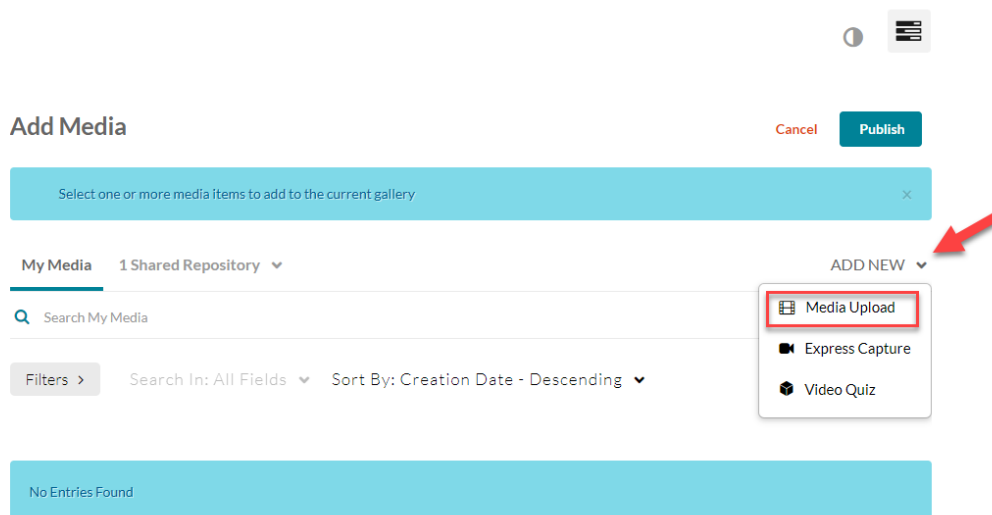 Add Media
Cancel
Publish
Select one or more media items to add to the current gallery
×
My Media
1 Shared Repository
ADD NEW
Search My Media
Media Upload
Express Capture
Filters >
Search In: All Fields
Sort By: Creation Date - Descending
Video Quiz
No Entries Found